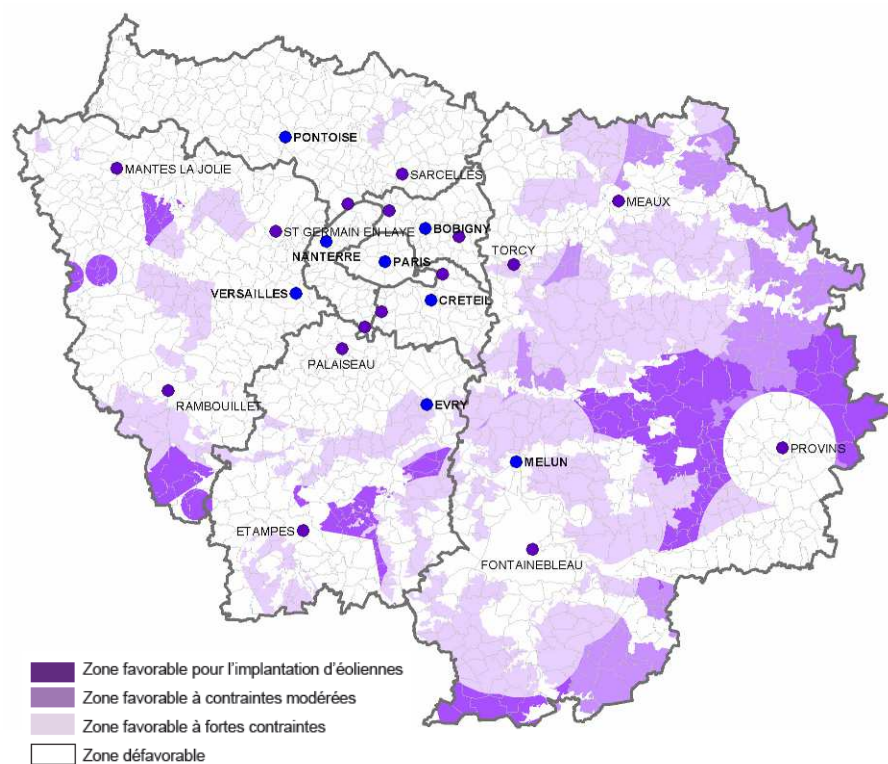 PONTOISE
MANTES LA JOLIE
SARCELLES
MEAUX
ST GERMAIN EN LAYE
BOBIGNY
NANTERRE
PARIS
TORCY
VERSAILLES
CRETEIL
PALAISEAU
RAMBOUILLET
EVRY
PROVINS
MELUN
ETAMPES
FONTAINEBLEAU
Zone favorable pour l'implantation d'éoliennes
Zone favorable à contraintes modérées
Zone favorable à fortes contraintes
Zone défavorable